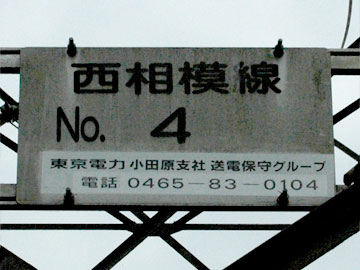 西相模線
No. 4
東京電力 小田原支社 送電保守グループ
電話 0465-83-0104